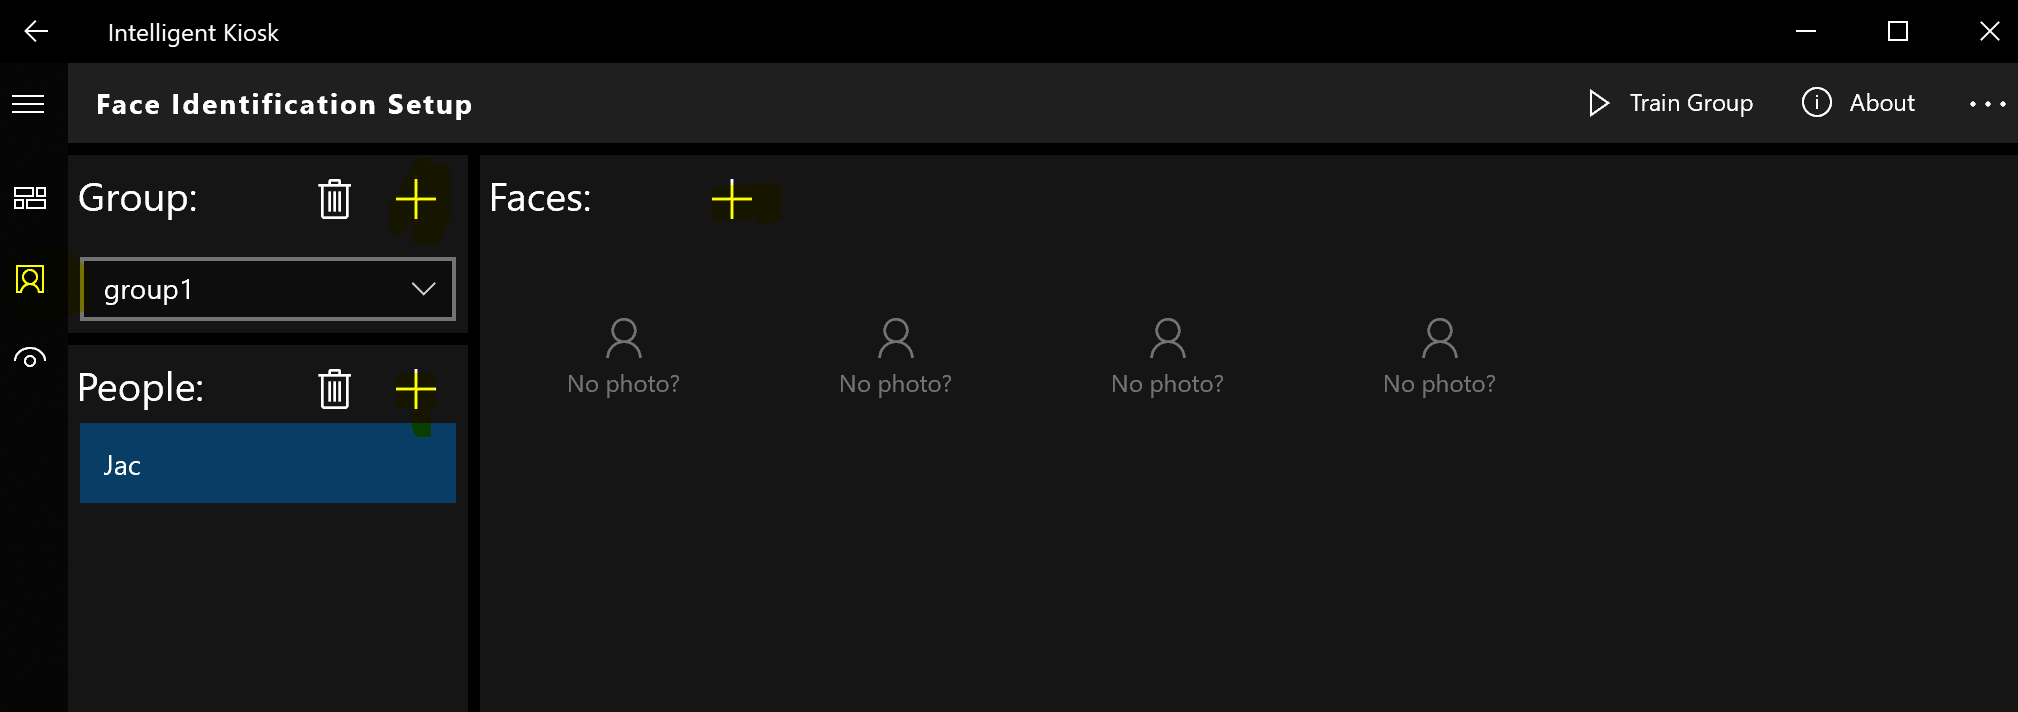 Intelligent Kiosk
Face Identification Setup
Train Group
About
Group:
group1
People:
Jac
Faces:
No photo?
No photo?
No photo?
No photo?